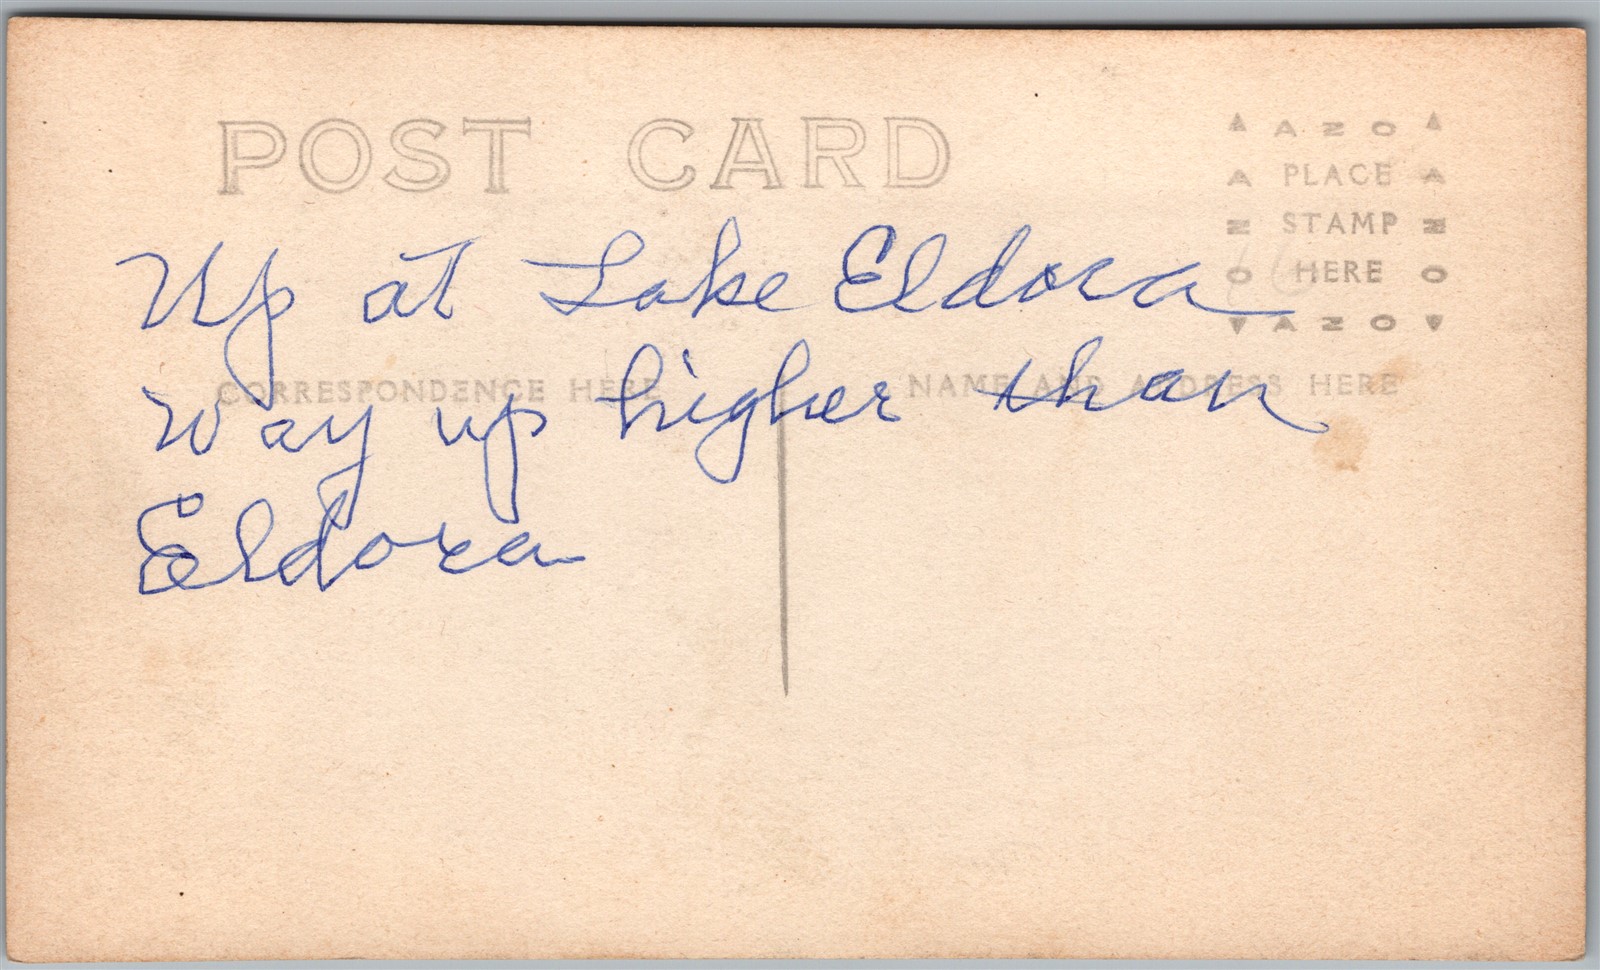 POST CARD
▲ AZO ▲
A PLACE A
N STAMP N
O HERE O
▼ AZO ▼
Up at Lake Eldora
CORRESPONDENCE HERE
NAME AND ADDRESS HERE
Way up higher than
Eldora